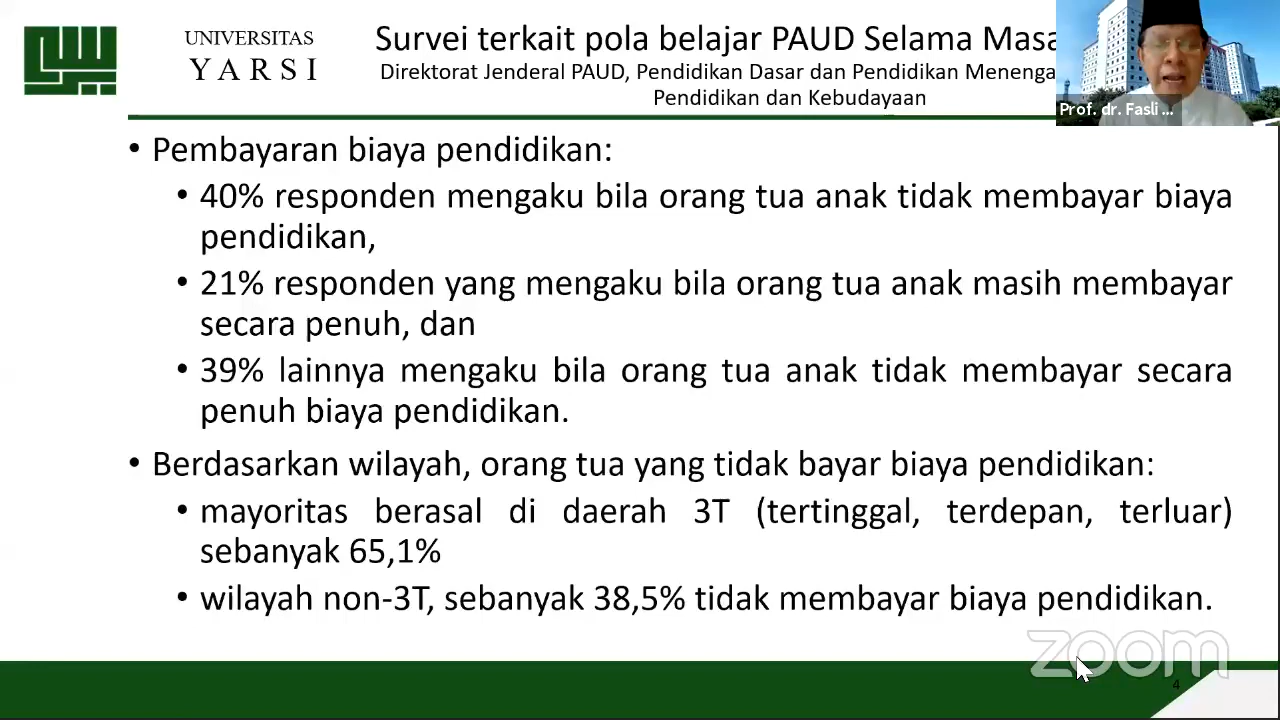 UNIVERSITAS
YARSI
Survei terkait pola belajar PAUD Selama Masa
Direktorat Jenderal PAUD, Pendidikan Dasar dan Pendidikan Menenga
Pendidikan dan Kebudayaan
Prof. dr. Fasli ...
• Pembayaran biaya pendidikan:
• 40% responden mengaku bila orang tua anak tidak membayar biaya
pendidikan,
• 21% responden yang mengaku bila orang tua anak masih membayar
secara penuh, dan
• 39% lainnya mengaku bila orang tua anak tidak membayar secara
penuh biaya pendidikan.
• Berdasarkan wilayah, orang tua yang tidak bayar biaya pendidikan:
• mayoritas berasal di daerah 3T (tertinggal, terdepan, terluar)
sebanyak 65,1%
• wilayah non-3T, sebanyak 38,5% tidak membayar biaya pendidikan.
zoom
4